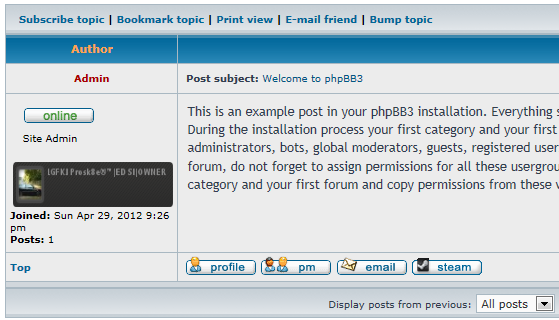 Subscribe topic | Bookmark topic | Print view | E-mail friend | Bump topic
Author
Admin
Post subject: Welcome to phpBB3
online
Site Admin
OWNER
Joined: Sun Apr 29, 2012 9:26
pm
Posts: 1
This is an example post in your phpBB3 installation. Everything s
During the installation process your first category and your first
administrators, bots, global moderators, guests, registered user
forum, do not forget to assign permissions for all these usergrou
category and your first forum and copy permissions from these v
Top
profile
pm
email
steam
Display posts from previous: All posts